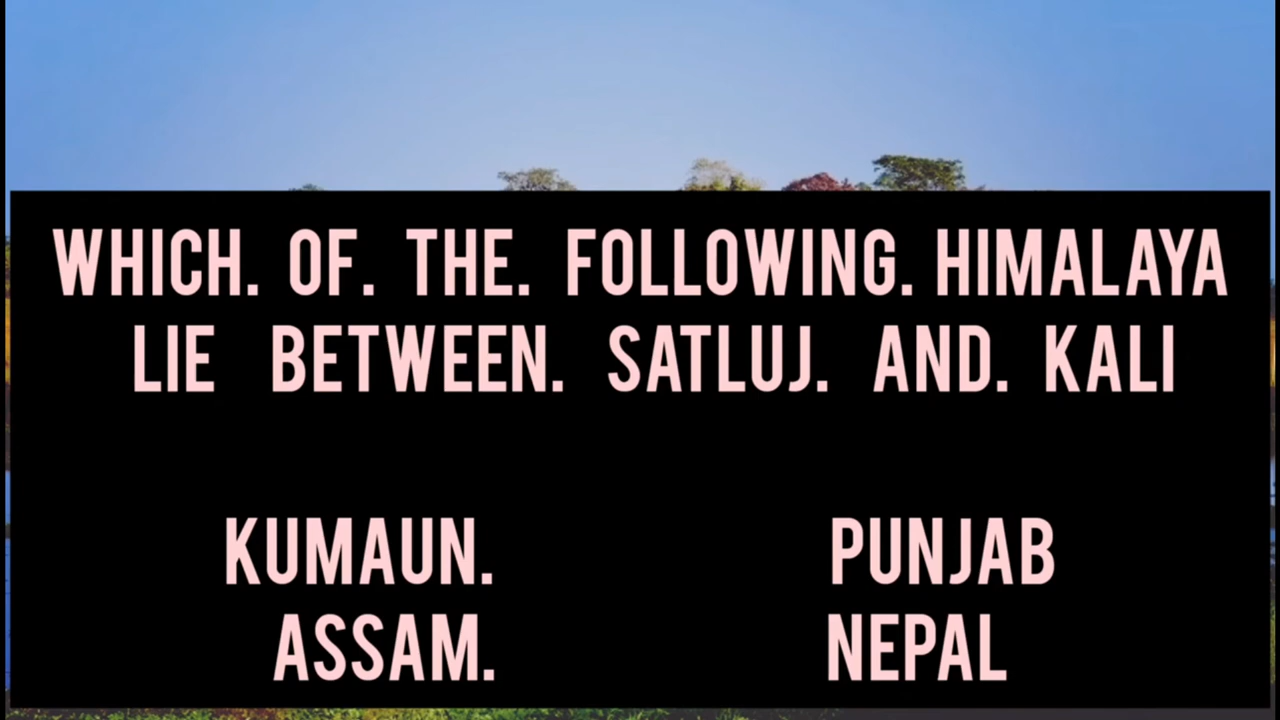 WHICH. OF. THE. FOLLOWING. HIMALAYA
LIE BETWEEN. SATLUJ. AND. KALI
KUMAUN. PUNJAB
ASSAM. NEPAL